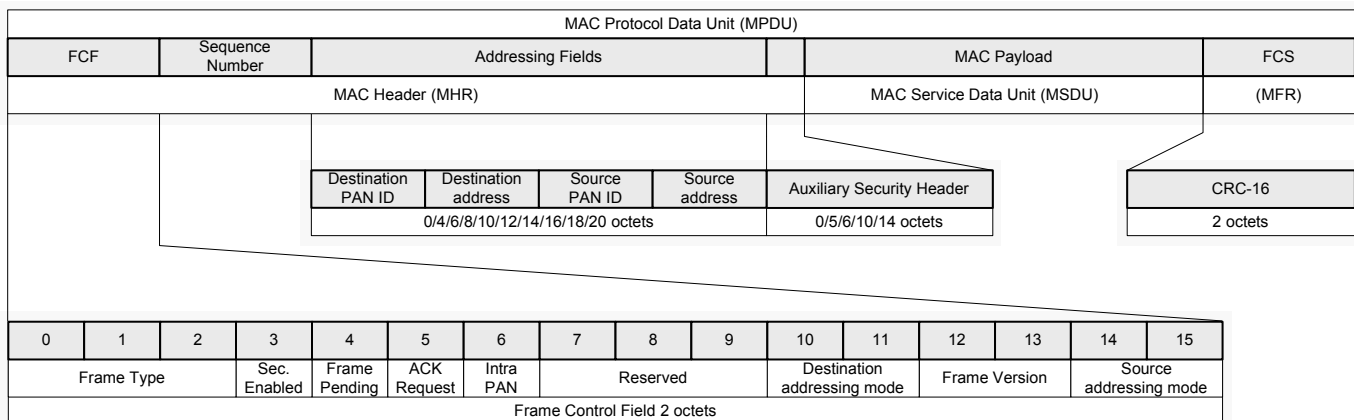 MAC Protocol Data Unit (MPDU)
FCF
Sequence
Number
Addressing Fields
MAC Payload
FCS
MAC Header (MHR)
MAC Service Data Unit (MSDU)
(MFR)
Destination
PAN ID
Destination
address
Source
PAN ID
Source
address
Auxiliary Security Header
CRC-16
0/4/6/8/10/12/14/16/18/20 octets
0/5/6/10/14 octets
2 octets
0 1 2 3 4 5 6 7 8 9 10 11 12 13 14 15
Frame Type
Sec.
Enabled
Frame
Pending
ACK
Request
Intra
PAN
Reserved
Destination
addressing mode
Frame Version
Source
addressing mode
Frame Control Field 2 octets